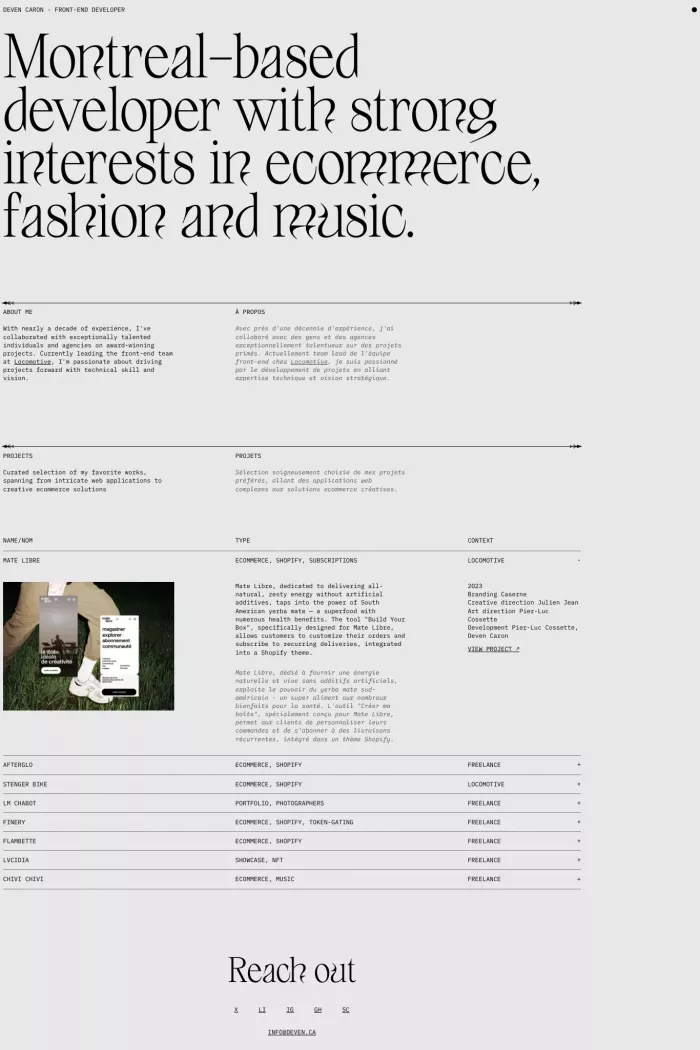 DEVEN CARON - FRONT-END DEVELOPER
Montreal-based
developer with strong
interests in ecommerce,
fashion and music.
ABOUT ME
With nearly a decade of experience, I've
collaborated with exceptionally talented
individuals and agencies on award-winning
projects. Currently leading the front-end team
at Locomotive, I'm passionate about driving
projects forward with technical skill and
vision.
À PROPOS
Avec près d'une décennie d'expérience, j'ai
collaboré avec des gens et des agences
exceptionnellement talentueux sur des projets
primés. Actuellement team lead de l'équipe
front-end chez Locomotive, je suis passionné
par le développement de projets en alliant
expertise technique et vision stratégique.
PROJECTS
Curated selection of my favorite works,
spanning from intricate web applications to
creative ecommerce solutions
PROJETS
Sélection soigneusement choisie de mes projets
préférés, allant des applications web
complexes aux solutions ecommerce créatives.
NAME/NOM TYPE CONTEXT
MATE LIBRE ECOMMERCE, SHOPIFY, SUBSCRIPTIONS LOCOMOTIVE -
la dose
idéale
de créativité
magasiner
explorer
abonnement
communauté
Mate Libre, dedicated to delivering all-
natural, zesty energy without artificial
additives, taps into the power of South
American yerba mate — a superfood with
numerous health benefits. The tool "Build Your
Box", specifically designed for Mate Libre,
allows customers to customize their orders and
subscribe to recurring deliveries, integrated
into a Shopify theme.
Mate Libre, dédié à fournir une énergie
naturelle et vive sans additifs artificiels,
exploite le pouvoir du yerba mate sud-
américain - un super aliment aux nombreux
bienfaits pour la santé. L'outil "Créer ma
boîte", spécialement conçu pour Mate Libre,
permet aux clients de personnaliser leurs
commandes et de s'abonner à des livraisons
récurrentes, intégré dans un thème Shopify.
2023
Branding Caserne
Creative direction Julien Jean
Art direction Pier-Luc
Cossette
Development Pier-Luc Cossette,
Deven Caron
VIEW PROJECT ↗
AFTERGLO ECOMMERCE, SHOPIFY FREELANCE +
STENGER BIKE ECOMMERCE, SHOPIFY LOCOMOTIVE +
LM CHABOT PORTFOLIO, PHOTOGRAPHERS FREELANCE +
FINERY ECOMMERCE, SHOPIFY, TOKEN-GATING FREELANCE +
FLAMBETTE ECOMMERCE, SHOPIFY FREELANCE +
LVCIDIA SHOWCASE, NFT FREELANCE +
CHIVI CHIVI ECOMMERCE, MUSIC FREELANCE +
Reach out
X LI IG GH SC
INFO@DEVEN.CA